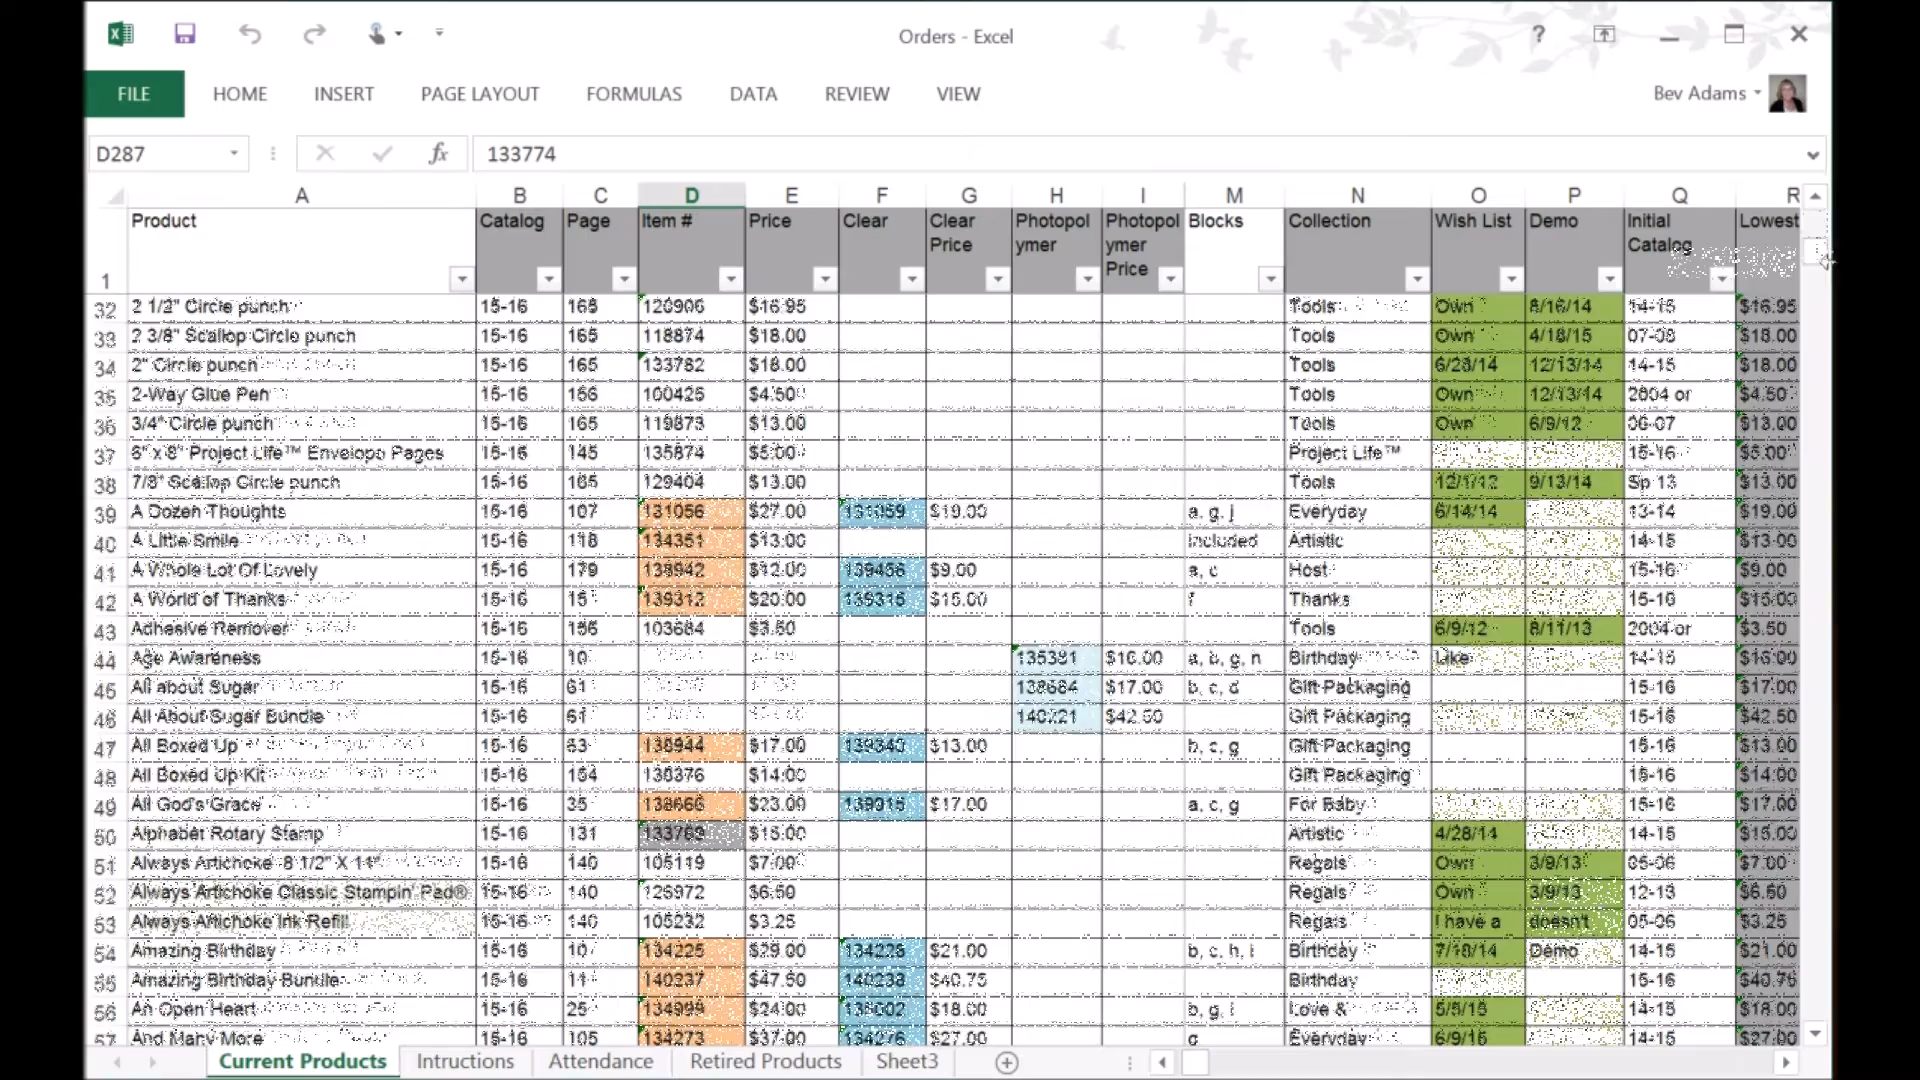 Orders - Excel
FILE HOME INSERT PAGE LAYOUT FORMULAS DATA REVIEW VIEW Bev Adams
D287 fx 133774
A B C D E F G H I M N O P Q R
Product Catalog Page Item # Price Clear Clear Price Photopolymer Photopolymer Price Blocks Collection Wish List Demo Initial Catalog Lowest
1
32 2 1/2" Circle punch 15-16 165 120906 $16.95 Tools Own 8/16/14 14-15 $16.95
33 2 3/8" Scallop Circle punch 15-16 165 118874 $18.00 Tools Own 4/18/15 07-08 $18.00
34 2" Circle punch 15-16 165 133782 $18.00 Tools 6/28/14 12/13/14 14-15 $18.00
35 2-Way Glue Pen 15-16 166 100425 $4.50 Tools Own 12/13/14 2004 or $4.50
36 3/4" Circle punch 15-16 165 119873 $13.00 Tools Own 6/9/12 06-07 $13.00
37 6" x 8" Project Life™ Envelope Pages 15-16 145 135874 $5.00 Project Life™ 15-16 $5.00
38 7/8" Scallop Circle punch 15-16 165 129404 $13.00 Tools 12/1/12 9/13/14 Sp 13 $13.00
39 A Dozen Thoughts 15-16 107 131056 $27.00 131059 $19.00 a, g, j Everyday 6/14/14 13-14 $19.00
40 A Little Smile 15-16 118 134351 $13.00 included Artistic 14-15 $13.00
41 A Whole Lot Of Lovely 15-16 179 138942 $12.00 139436 $9.00 a, c Host 15-16 $9.00
42 A World of Thanks 15-16 15 139312 $20.00 139315 $15.00 f Thanks 15-16 $15.00
43 Adhesive Remover 15-16 166 103684 $3.50 Tools 6/9/12 8/11/13 2004 or $3.50
44 Age Awareness 15-16 10 135391 $16.00 a, b, g, h Birthday Like 14-15 $16.00
45 All about Sugar 15-16 61 138684 $17.00 b, c, d Gift Packaging 15-16 $17.00
46 All About Sugar Bundle 15-16 61 140221 $42.50 Gift Packaging 15-16 $42.50
47 All Boxed Up 15-16 63 138944 $17.00 139340 $13.00 b, c, g Gift Packaging 15-16 $13.00
48 All Boxed Up Kit 15-16 154 138376 $14.00 Gift Packaging 15-16 $14.00
49 All God's Grace 15-16 35 138666 $23.00 139015 $17.00 a, c, g For Baby 15-16 $17.00
50 Alphabet Rotary Stamp 15-16 131 133769 $15.00 Artistic 4/28/14 14-15 $15.00
51 Always Artichoke 8 1/2" X 11" 15-16 140 105119 $7.00 Regals Own 3/9/13 05-06 $7.00
52 Always Artichoke Classic Stampin' Pad® 15-16 140 126972 $6.50 Regals Own 3/9/13 12-13 $6.50
53 Always Artichoke Ink Refill 15-16 140 105232 $3.25 Regals I have a doesn't 05-06 $3.25
54 Amazing Birthday 15-16 10 134225 $29.00 134228 $21.00 b, c, h, i Birthday 7/18/14 Demo 14-15 $21.00
55 Amazing Birthday Bundle 15-16 11 140237 $47.50 140238 $40.75 Birthday 15-16 $40.75
56 An Open Heart 15-16 25 134999 $24.00 135002 $18.00 b, g, i Love & 5/5/15 14-15 $18.00
57 And Many More 15-16 105 134273 $37.00 134276 $27.00 Everyday 6/9/15 14-15 $27.00
Current Products Intructions Attendance Retired Products Sheet3